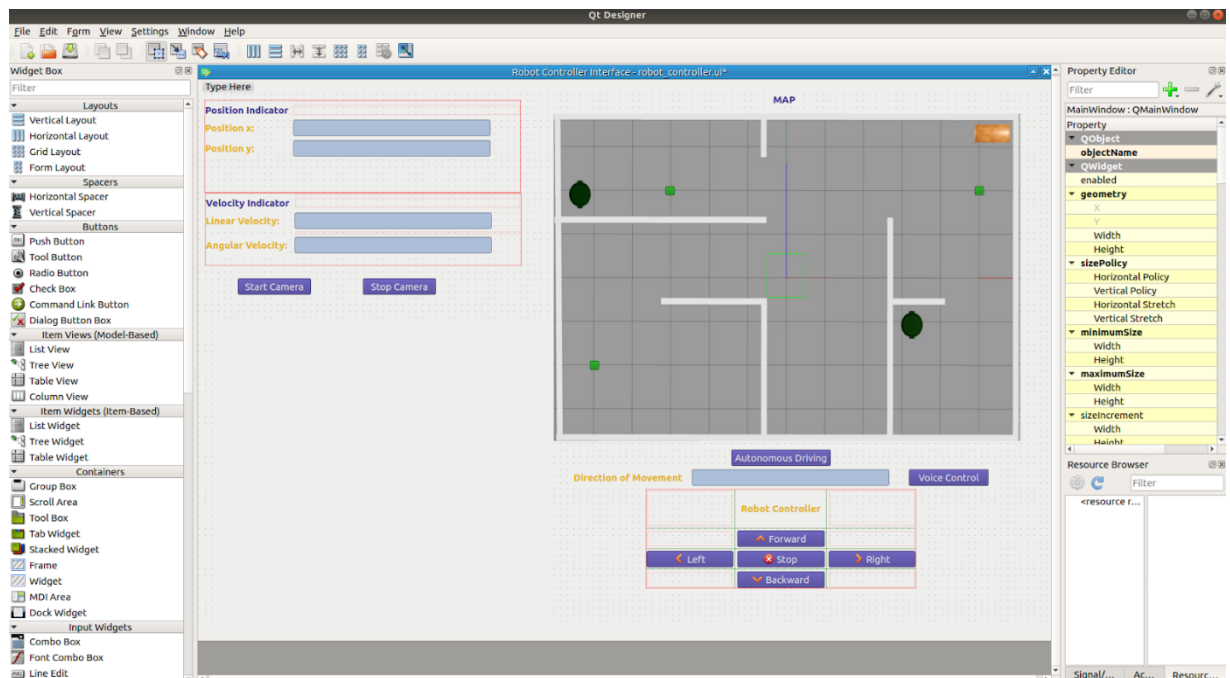 Qt Designer
File Edit Form View Settings Window Help
Widget Box
Filter
Layouts
Vertical Layout
Horizontal Layout
Grid Layout
Form Layout
Spacers
Horizontal Spacer
Vertical Spacer
Buttons
Push Button
Tool Button
Radio Button
Check Box
Command Link Button
Dialog Button Box
Item Views (Model-Based)
List View
Tree View
Table View
Column View
Item Widgets (Item-Based)
List Widget
Tree Widget
Table Widget
Containers
Group Box
Scroll Area
Tool Box
Tab Widget
Stacked Widget
Frame
Widget
MDI Area
Dock Widget
Input Widgets
Combo Box
Font Combo Box
Line Edit
Robot Controller Interface - robot_controller.ui*
Type Here
Position Indicator
Position x:
Position y:
Velocity Indicator
Linear Velocity:
Angular Velocity:
Start Camera Stop Camera
MAP
Autonomous Driving
Direction of Movement Voice Control
Robot Controller
Forward
Left Stop Right
Backward
Property Editor
Filter
MainWindow : QMainWindow
Property
QObject
objectName
QWidget
enabled
geometry
X
Y
Width
Height
sizePolicy
Horizontal Policy
Vertical Policy
Horizontal Stretch
Vertical Stretch
minimumSize
Width
Height
maximumSize
Width
Height
sizeIncrement
Width
Height
Resource Browser
Filter
<resource r...
Signal/... Ac... Resourc...